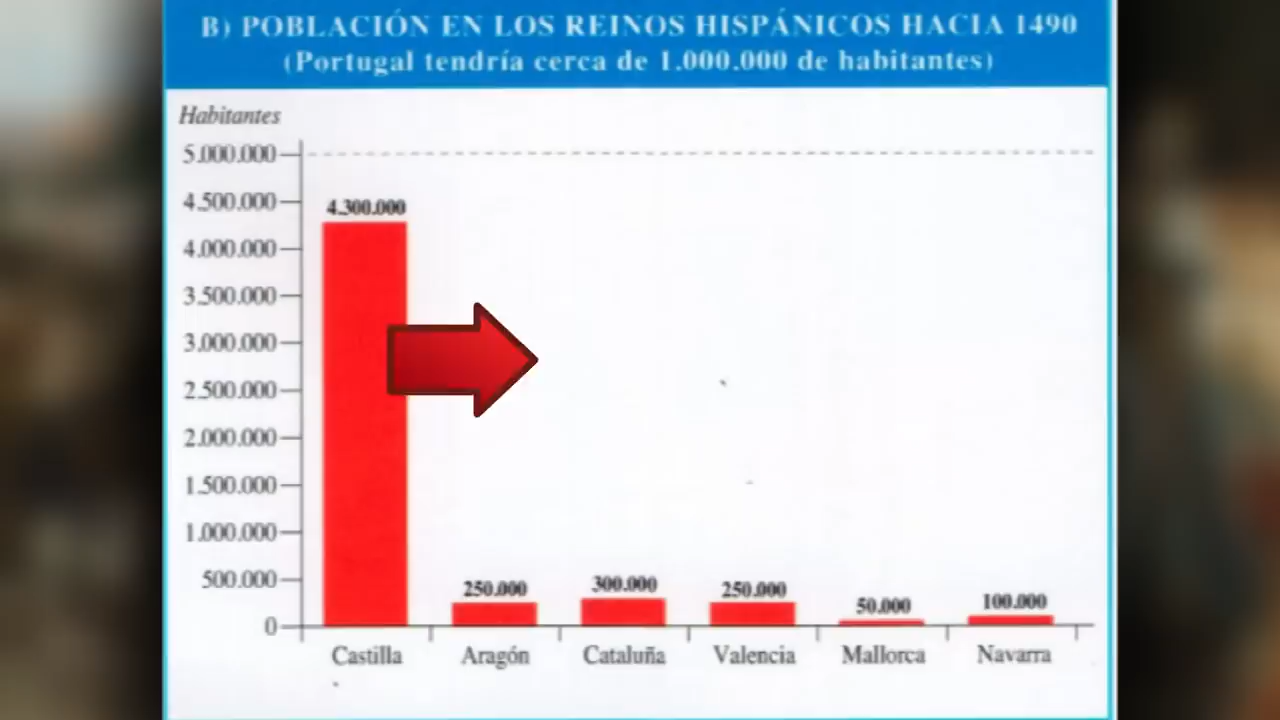 B) POBLACIÓN EN LOS REINOS HISPÁNICOS HACIA 1490
(Portugal tendría cerca de 1.000.000 de habitantes)
Habitantes
5.000.000
4.500.000
4.300.000
4.000.000
3.500.000
3.000.000
2.500.000
2.000.000
1.500.000
1.000.000
500.000
250.000 300.000 250.000 50.000 100.000
0
Castilla Aragón Cataluña Valencia Mallorca Navarra